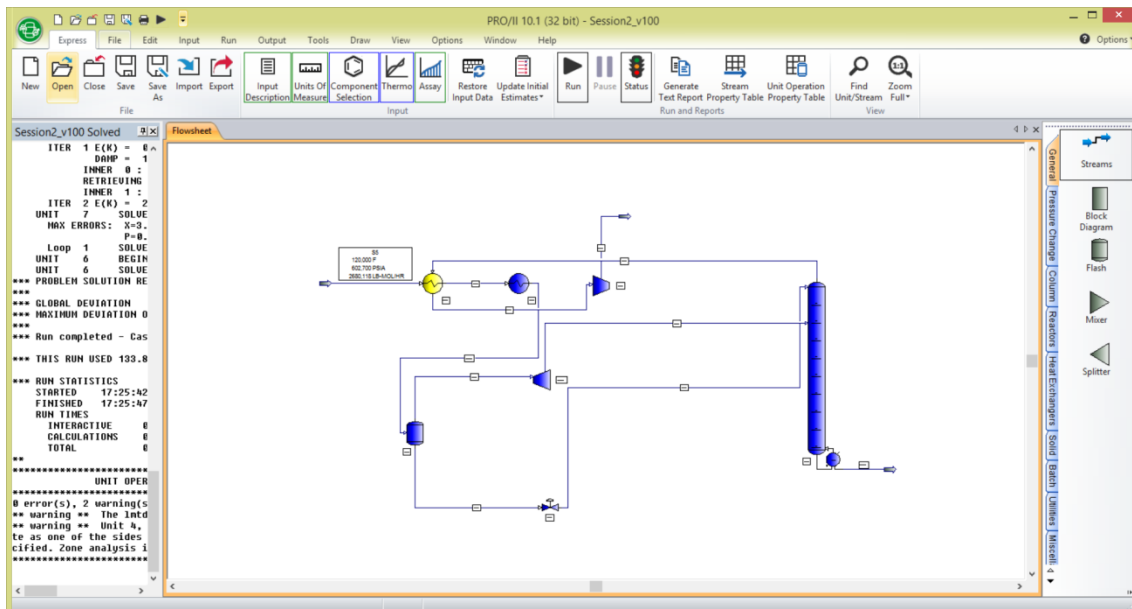 PRO/II 10.1 (32 bit) - Session2_v100
Express File Edit Input Run Output Tools Draw View Options Window Help
Options
New Open Close Save Save As Import Export
File
Input Description Units Of Measure Component Selection Thermo Assay Restore Input Data Update Initial Estimates
Input
Run Pause Status Generate Text Report Stream Property Table Unit Operation Property Table
Run and Reports
Find Unit/Stream Zoom Full
View
1:1
Session2_v100 Solved
ITER 1 E(K) = 0
DAMP = 1
INNER 0 :
RETRIEVING
INNER 1 :
ITER 2 E(K) = 2
UNIT 7 SOLVE
MAX ERRORS: X=3.
P=0.
Loop 1 SOLVE
UNIT 6 BEGIN
UNIT 6 SOLVE
*** PROBLEM SOLUTION RE
***
*** GLOBAL DEVIATION
*** MAXIMUM DEVIATION O
***
*** Run completed - Cas
*** THIS RUN USED 133.8
*** RUN STATISTICS
STARTED 17:25:42
FINISHED 17:25:47
RUN TIMES
INTERACTIVE 0
CALCULATIONS 0
TOTAL 0
**
************************
UNIT OPER
************************
0 error(s), 2 warning(s
** warning ** The lmtd
** warning ** Unit 4,
te as one of the sides
cified. Zone analysis i
************************
Flowsheet
120.000 F
602.700 PSIA
LB-MOL/HR
General
Pressure Change
Column
Reactors
Heat Exchangers
Solid
Batch
Utilities
Miscell
Streams
Block Diagram
Flash
Mixer
Splitter